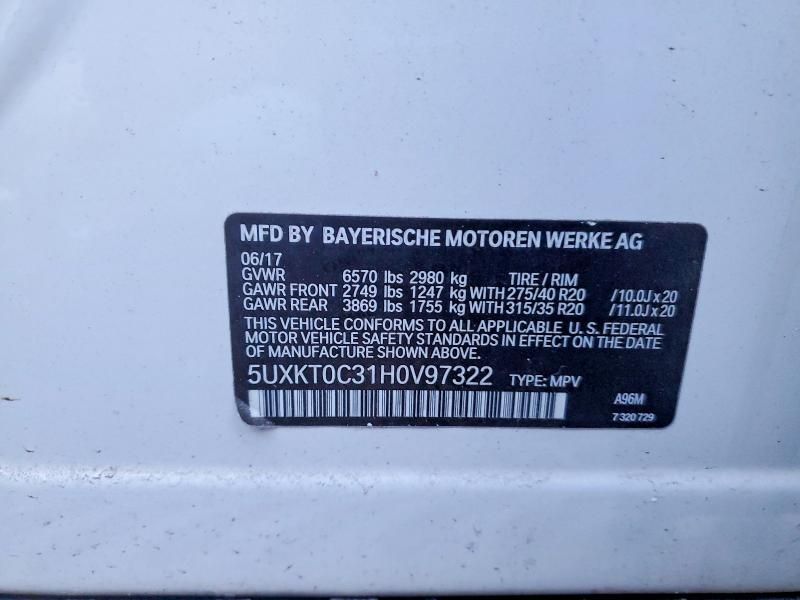 MFD BY BAYERISCHE MOTOREN WERKE AG
06/17
GVWR 6570 lbs 2980 kg TIRE / RIM
GAWR FRONT 2749 lbs 1247 kg WITH 275/40 R20 /10.0J x 20
GAWR REAR 3869 lbs 1755 kg WITH 315/35 R20 /11.0J x 20
THIS VEHICLE CONFORMS TO ALL APPLICABLE U. S. FEDERAL
MOTOR VEHICLE SAFETY STANDARDS IN EFFECT ON THE DATE
OF MANUFACTURE SHOWN ABOVE.
5UXKT0C31H0V97322 TYPE: MPV
A96M
7 320 729